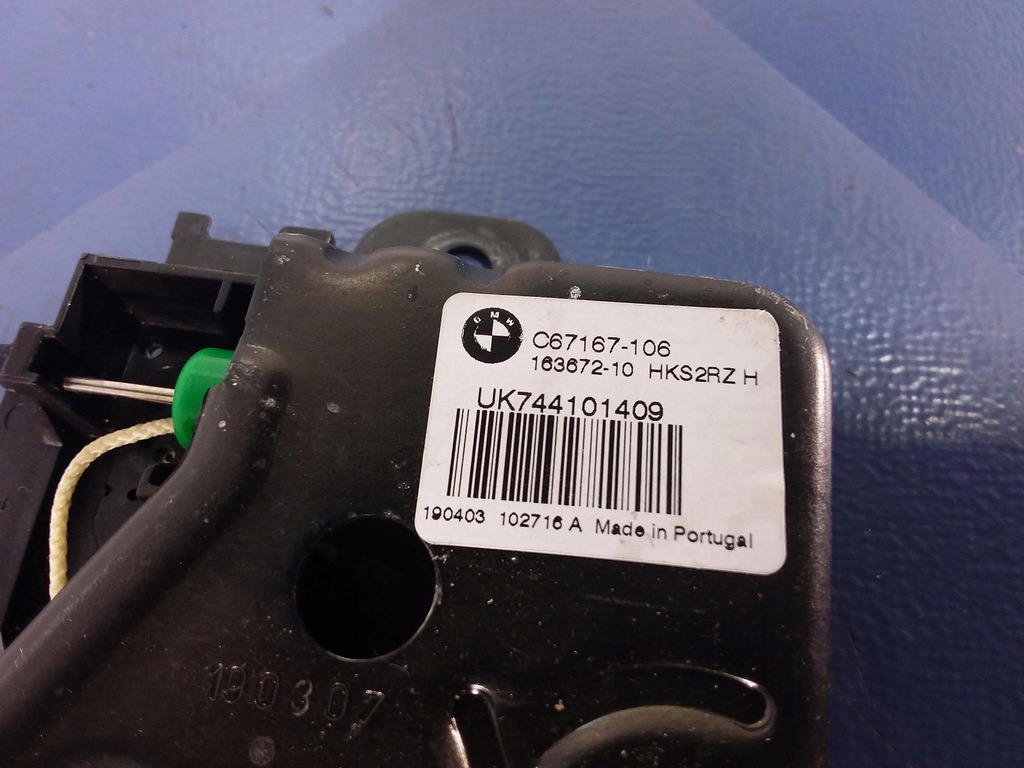 BMW
C67167-106
163672-10 HKS2RZ H
UK744101409
190403 102716 A Made in Portugal
190307